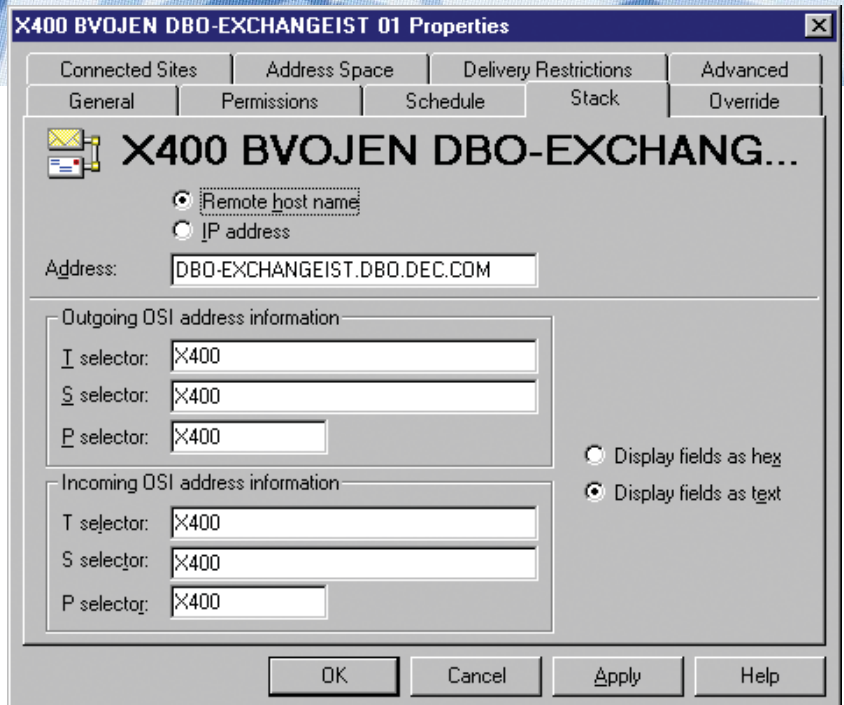 X400 BVOJEN DBO-EXCHANGEIST 01 Properties
Connected Sites Address Space Delivery Restrictions Advanced
General Permissions Schedule Stack Override
X400 BVOJEN DBO-EXCHANG...
Remote host name
IP address
Address: DBO-EXCHANGEIST.DBO.DEC.COM
Outgoing OSI address information
T selector: X400
S selector: X400
P selector: X400
Display fields as hex
Incoming OSI address information
Display fields as text
T selector: X400
S selector: X400
P selector: X400
OK Cancel Apply Help